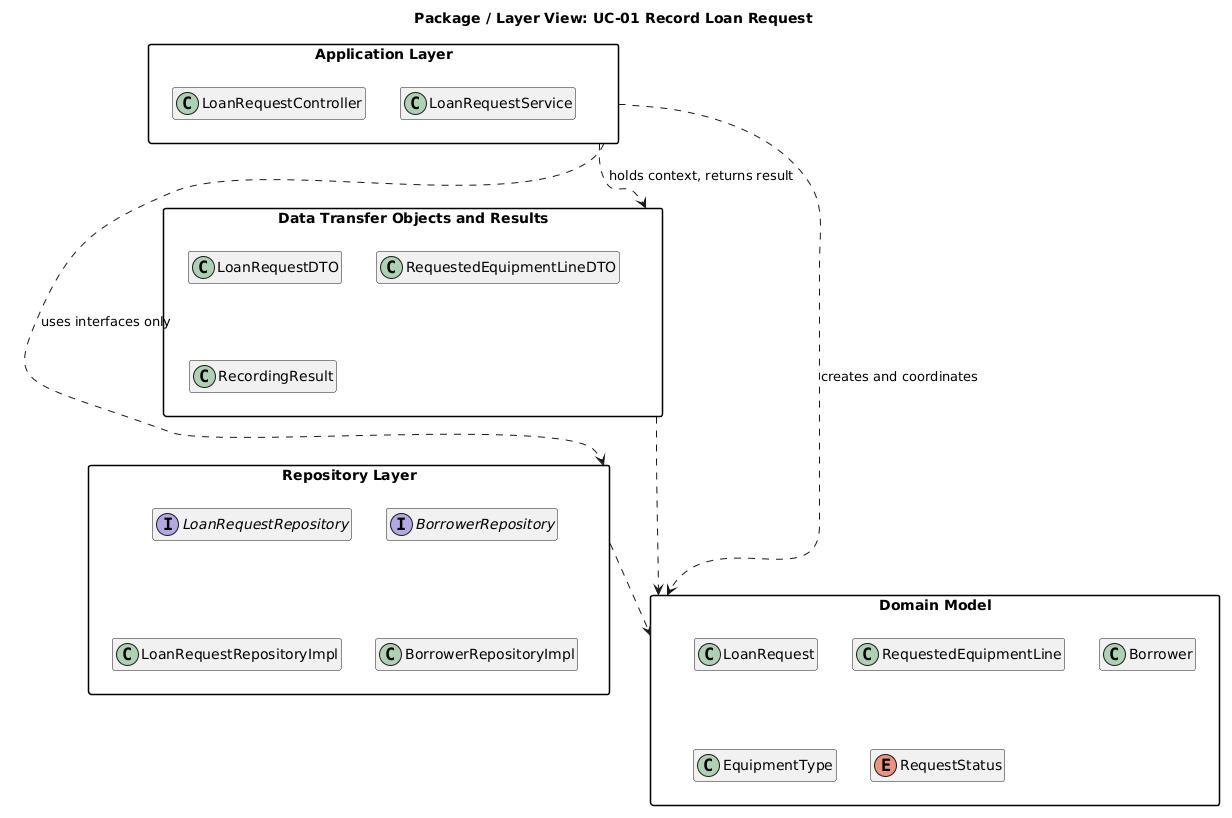 Package / Layer View: UC-01 Record Loan Request
Application Layer
C LoanRequestController
C LoanRequestService
holds context, returns result
Data Transfer Objects and Results
C LoanRequestDTO
C RequestedEquipmentLineDTO
uses interfaces only
C RecordingResult
creates and coordinates
Repository Layer
I LoanRequestRepository
I BorrowerRepository
C LoanRequestRepositoryImpl
C BorrowerRepositoryImpl
Domain Model
C LoanRequest
C RequestedEquipmentLine
C Borrower
C EquipmentType
E RequestStatus